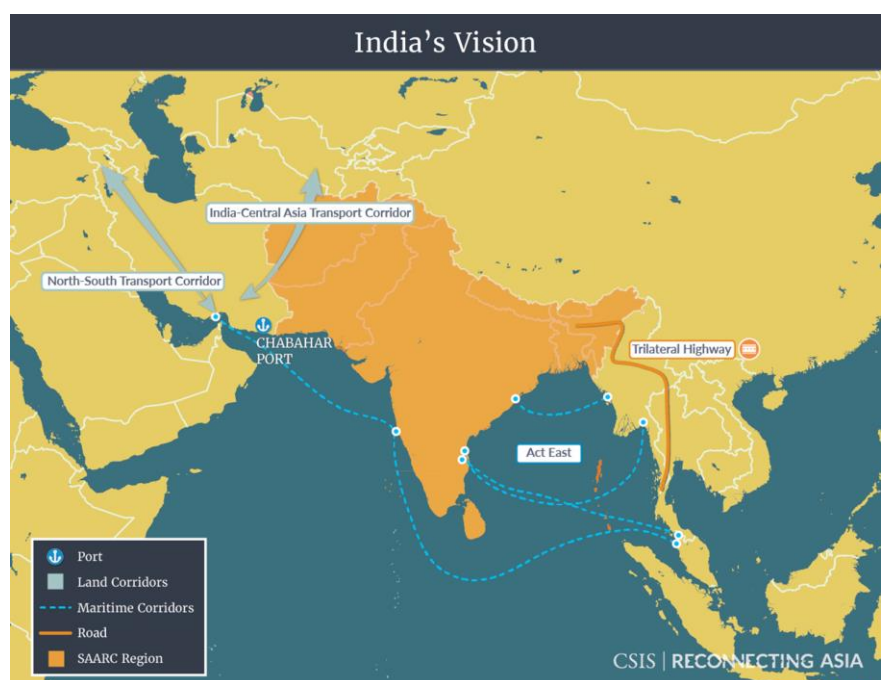 India's Vision
India-Central Asia Transport Corridor
North-South Transport Corridor
CHABAHAR
PORT
Trilateral Highway
Act East
Port
Land Corridors
Maritime Corridors
Road
SAARC Region
CSIS | RECONNECTING ASIA